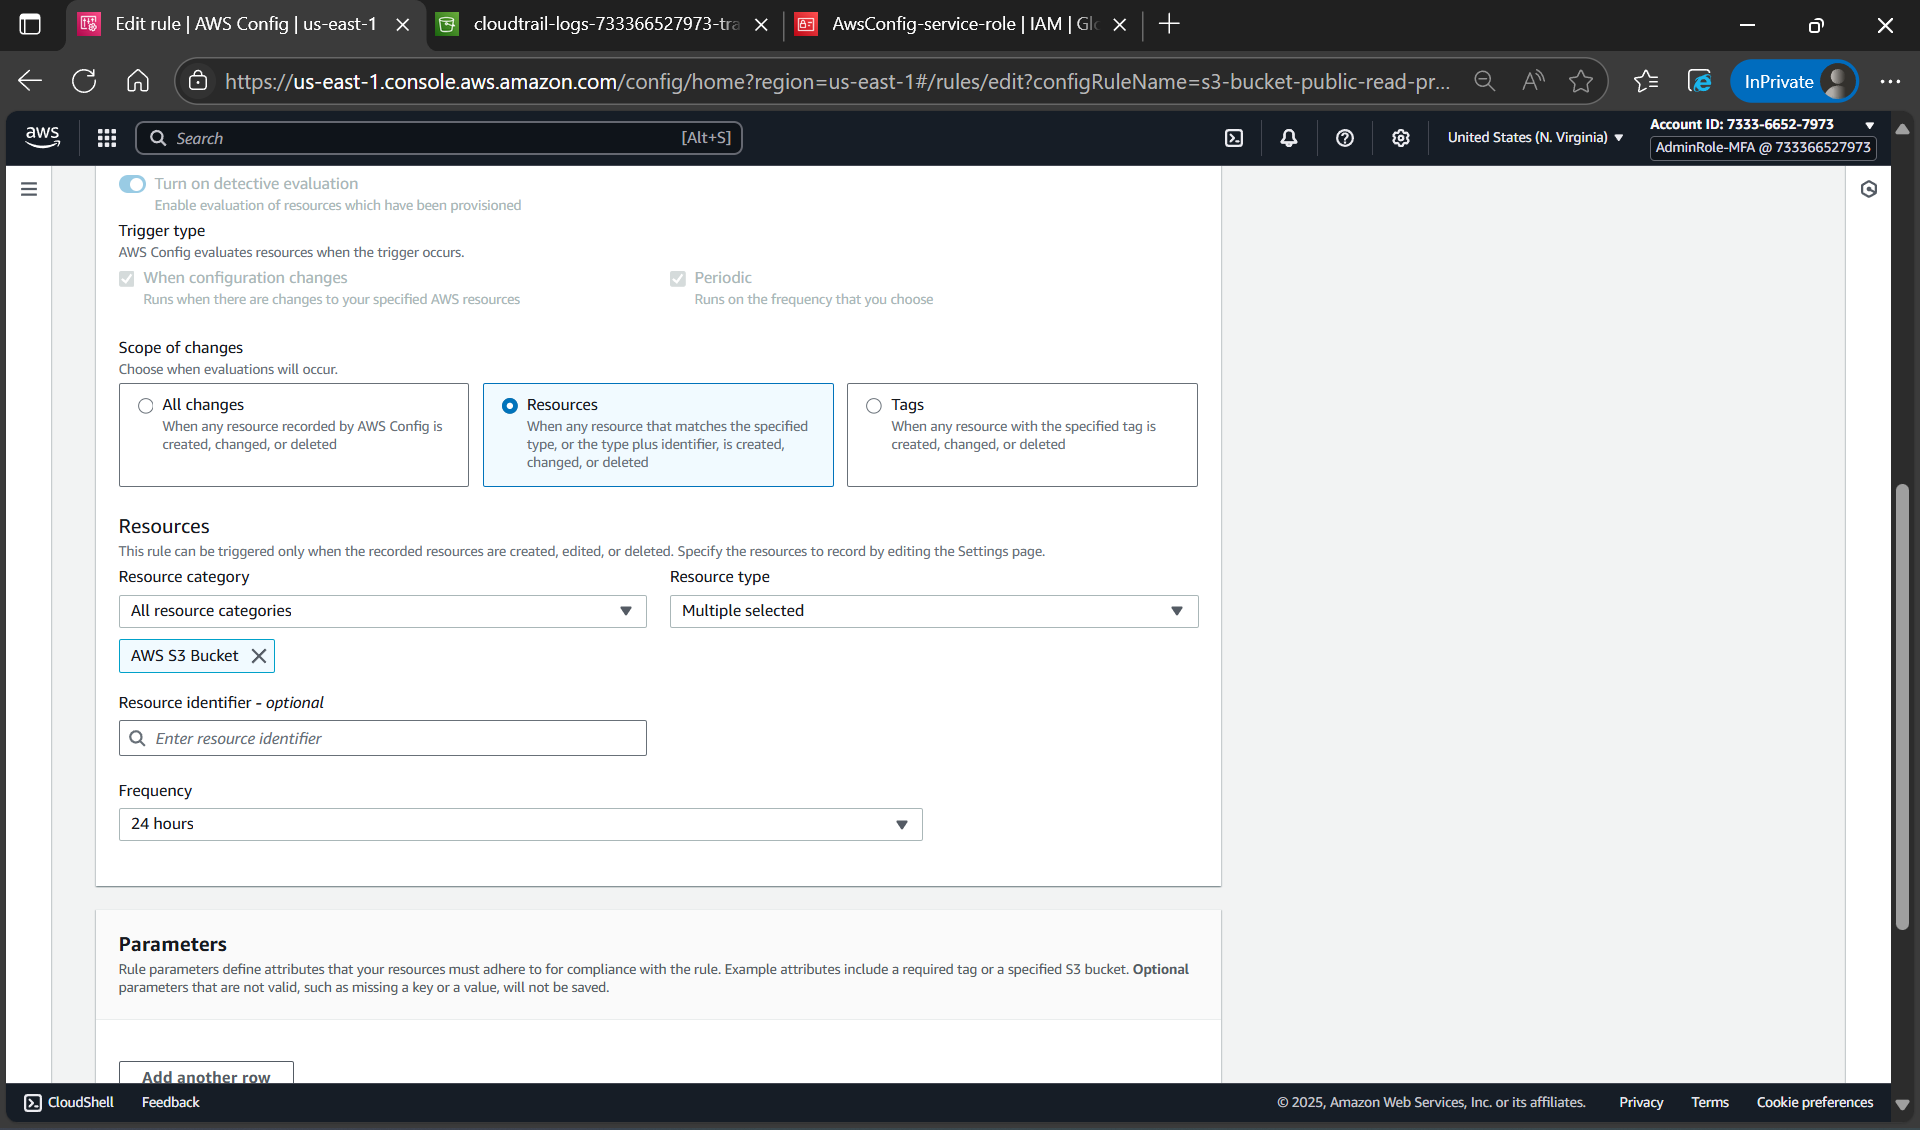 Edit rule | AWS Config | us-east-1
cloudtrail-logs-733366527973-tra
AwsConfig-service-role | IAM | Glo
https://us-east-1.console.aws.amazon.com/config/home?region=us-east-1#/rules/edit?configRuleName=s3-bucket-public-read-pr...
InPrivate
aws
Search
[Alt+S]
United States (N. Virginia)
Account ID: 7333-6652-7973
AdminRole-MFA @ 733366527973
Turn on detective evaluation
Enable evaluation of resources which have been provisioned
Trigger type
AWS Config evaluates resources when the trigger occurs.
When configuration changes
Runs when there are changes to your specified AWS resources
Periodic
Runs on the frequency that you choose
Scope of changes
Choose when evaluations will occur.
All changes
When any resource recorded by AWS Config is
created, changed, or deleted
Resources
When any resource that matches the specified
type, or the type plus identifier, is created,
changed, or deleted
Tags
When any resource with the specified tag is
created, changed, or deleted
Resources
This rule can be triggered only when the recorded resources are created, edited, or deleted. Specify the resources to record by editing the Settings page.
Resource category
All resource categories
Resource type
Multiple selected
AWS S3 Bucket
Resource identifier - optional
Enter resource identifier
Frequency
24 hours
Parameters
Rule parameters define attributes that your resources must adhere to for compliance with the rule. Example attributes include a required tag or a specified S3 bucket. Optional
parameters that are not valid, such as missing a key or a value, will not be saved.
Add another row
CloudShell
Feedback
© 2025, Amazon Web Services, Inc. or its affiliates.
Privacy
Terms
Cookie preferences